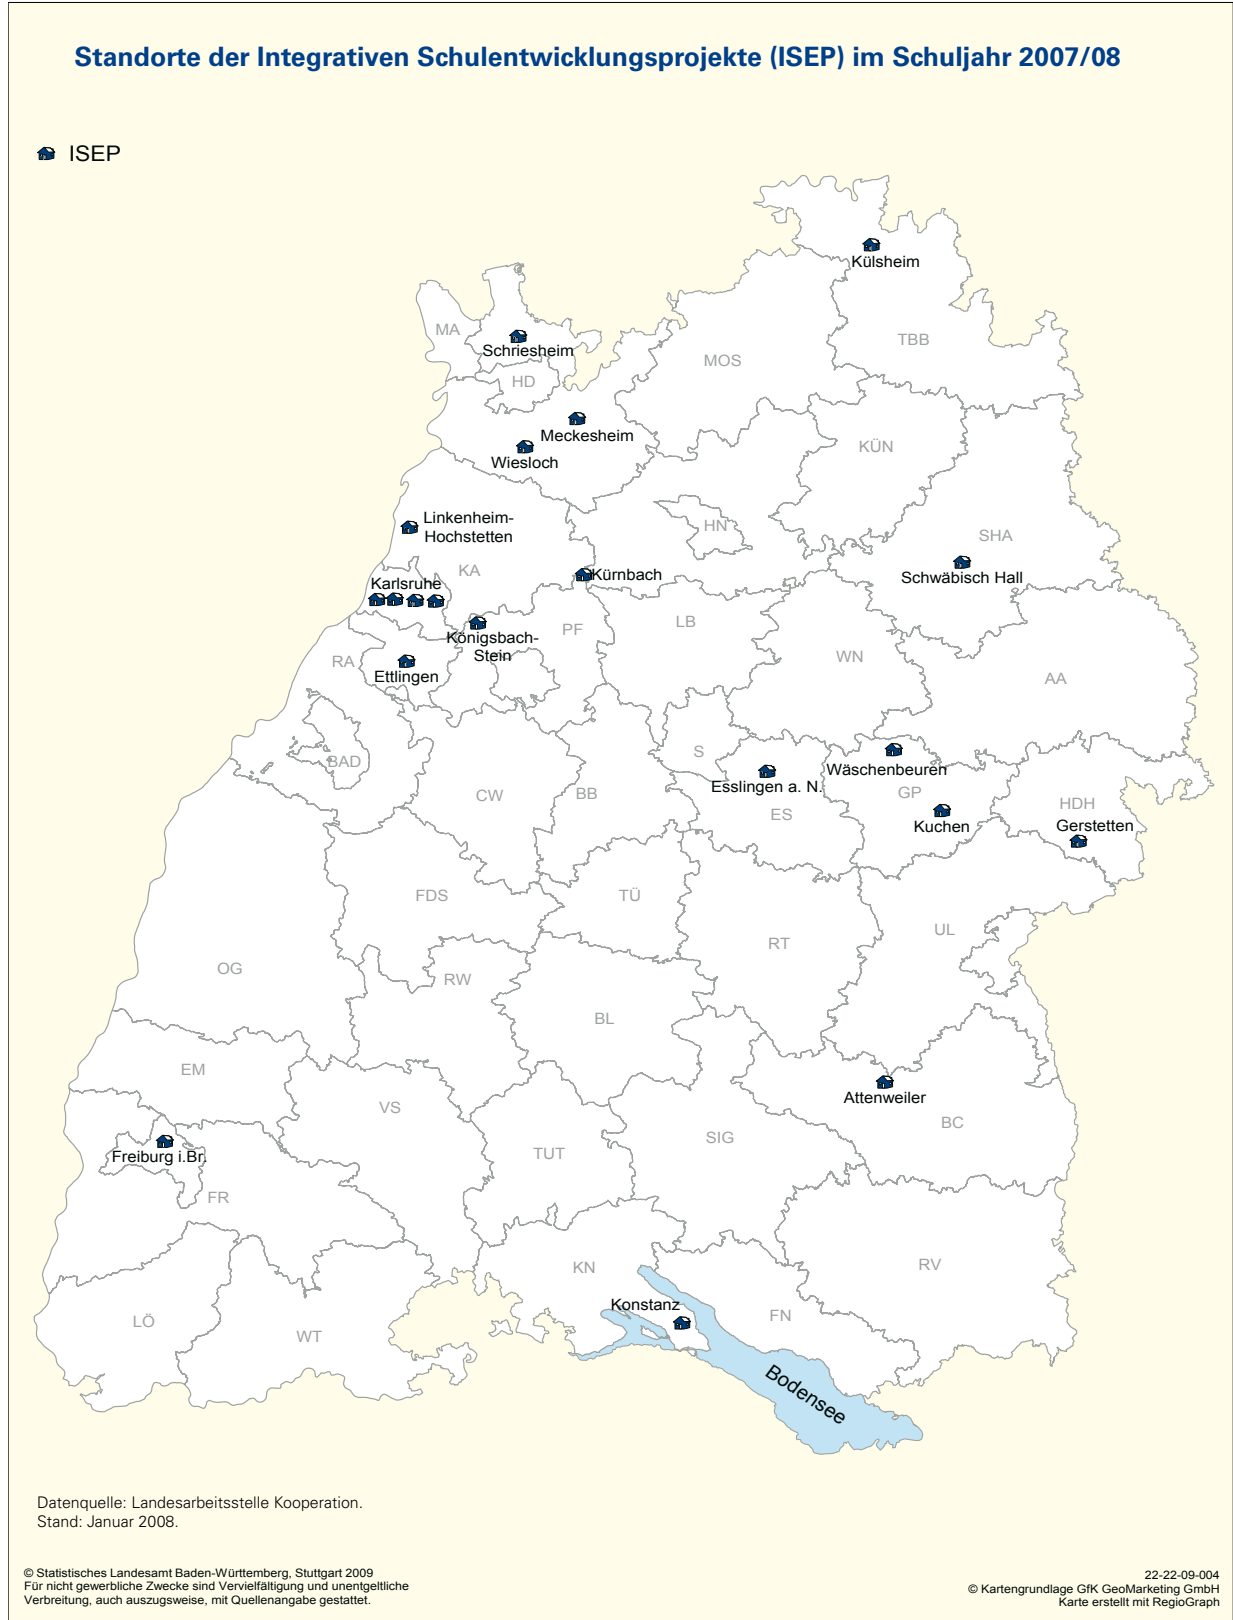 Standorte der Integrativen Schulentwicklungsprojekte (ISEP) im Schuljahr 2007/08
ISEP
Külsheim
MA
TBB
Schriesheim
MOS
HD
Meckesheim
KÜN
Wiesloch
Linkenheim-
Hochstetten
HN
SHA
KA
Kürnbach
Schwäbisch Hall
Karlsruhe
LB
PF
Königsbach-
Stein
WN
RA
Ettlingen
AA
S
BAD
Wäschenbeuren
Esslingen a. N.
CW
BB
GP
HDH
ES
Kuchen
Gerstetten
FDS
TÜ
UL
RT
OG
RW
BL
EM
Attenweiler
VS
BC
SIG
Freiburg i.Br.
TUT
FR
RV
KN
Konstanz
FN
LÖ
WT
Bodensee
Datenquelle: Landesarbeitsstelle Kooperation.
Stand: Januar 2008.
© Statistisches Landesamt Baden-Württemberg, Stuttgart 2009
Für nicht gewerbliche Zwecke sind Vervielfältigung und unentgeltliche
Verbreitung, auch auszugsweise, mit Quellenangabe gestattet.
22-22-09-004
© Kartengrundlage GfK GeoMarketing GmbH
Karte erstellt mit RegioGraph